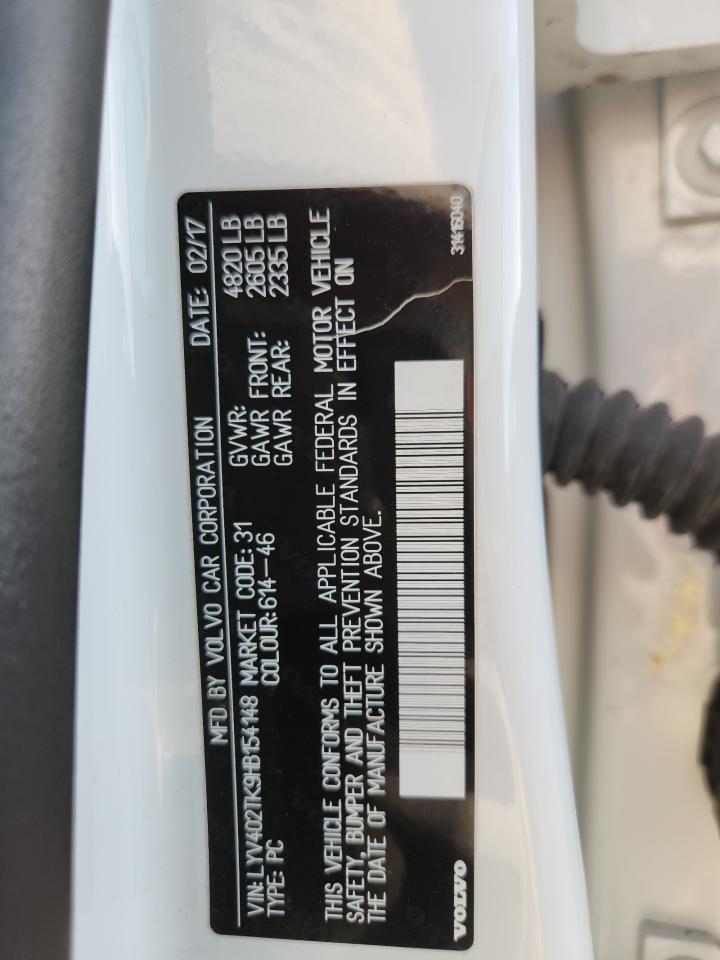 MFD BY VOLVO CAR CORPORATION DATE: 02/17
VIN: LYV402TK9HB154148 MARKET CODE: 31 GVWR: 4820 LB
TYPE: PC COLOUR: 614-46 GAWR FRONT: 2605 LB
GAWR REAR: 2335 LB
THIS VEHICLE CONFORMS TO ALL APPLICABLE FEDERAL MOTOR VEHICLE
SAFETY, BUMPER AND THEFT PREVENTION STANDARDS IN EFFECT ON
THE DATE OF MANUFACTURE SHOWN ABOVE.
VOLVO 31416040